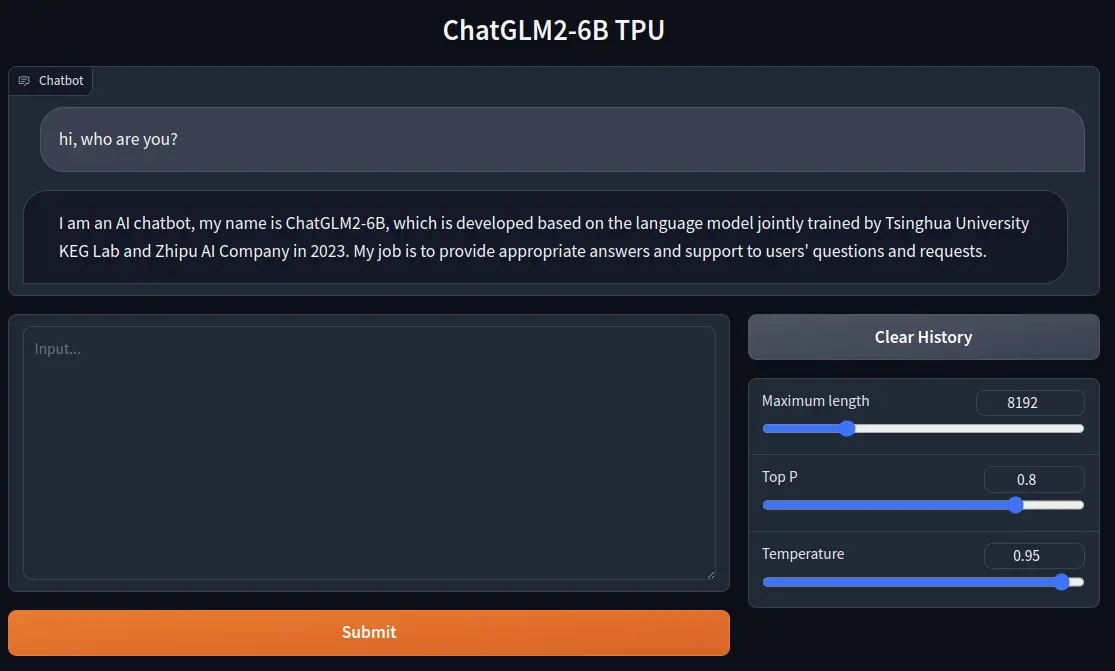 ChatGLM2-6B TPU
Chatbot
hi, who are you?
I am an AI chatbot, my name is ChatGLM2-6B, which is developed based on the language model jointly trained by Tsinghua University
KEG Lab and Zhipu AI Company in 2023. My job is to provide appropriate answers and support to users' questions and requests.
Input...
Clear History
Maximum length
8192
Top P
0.8
Temperature
0.95
Submit